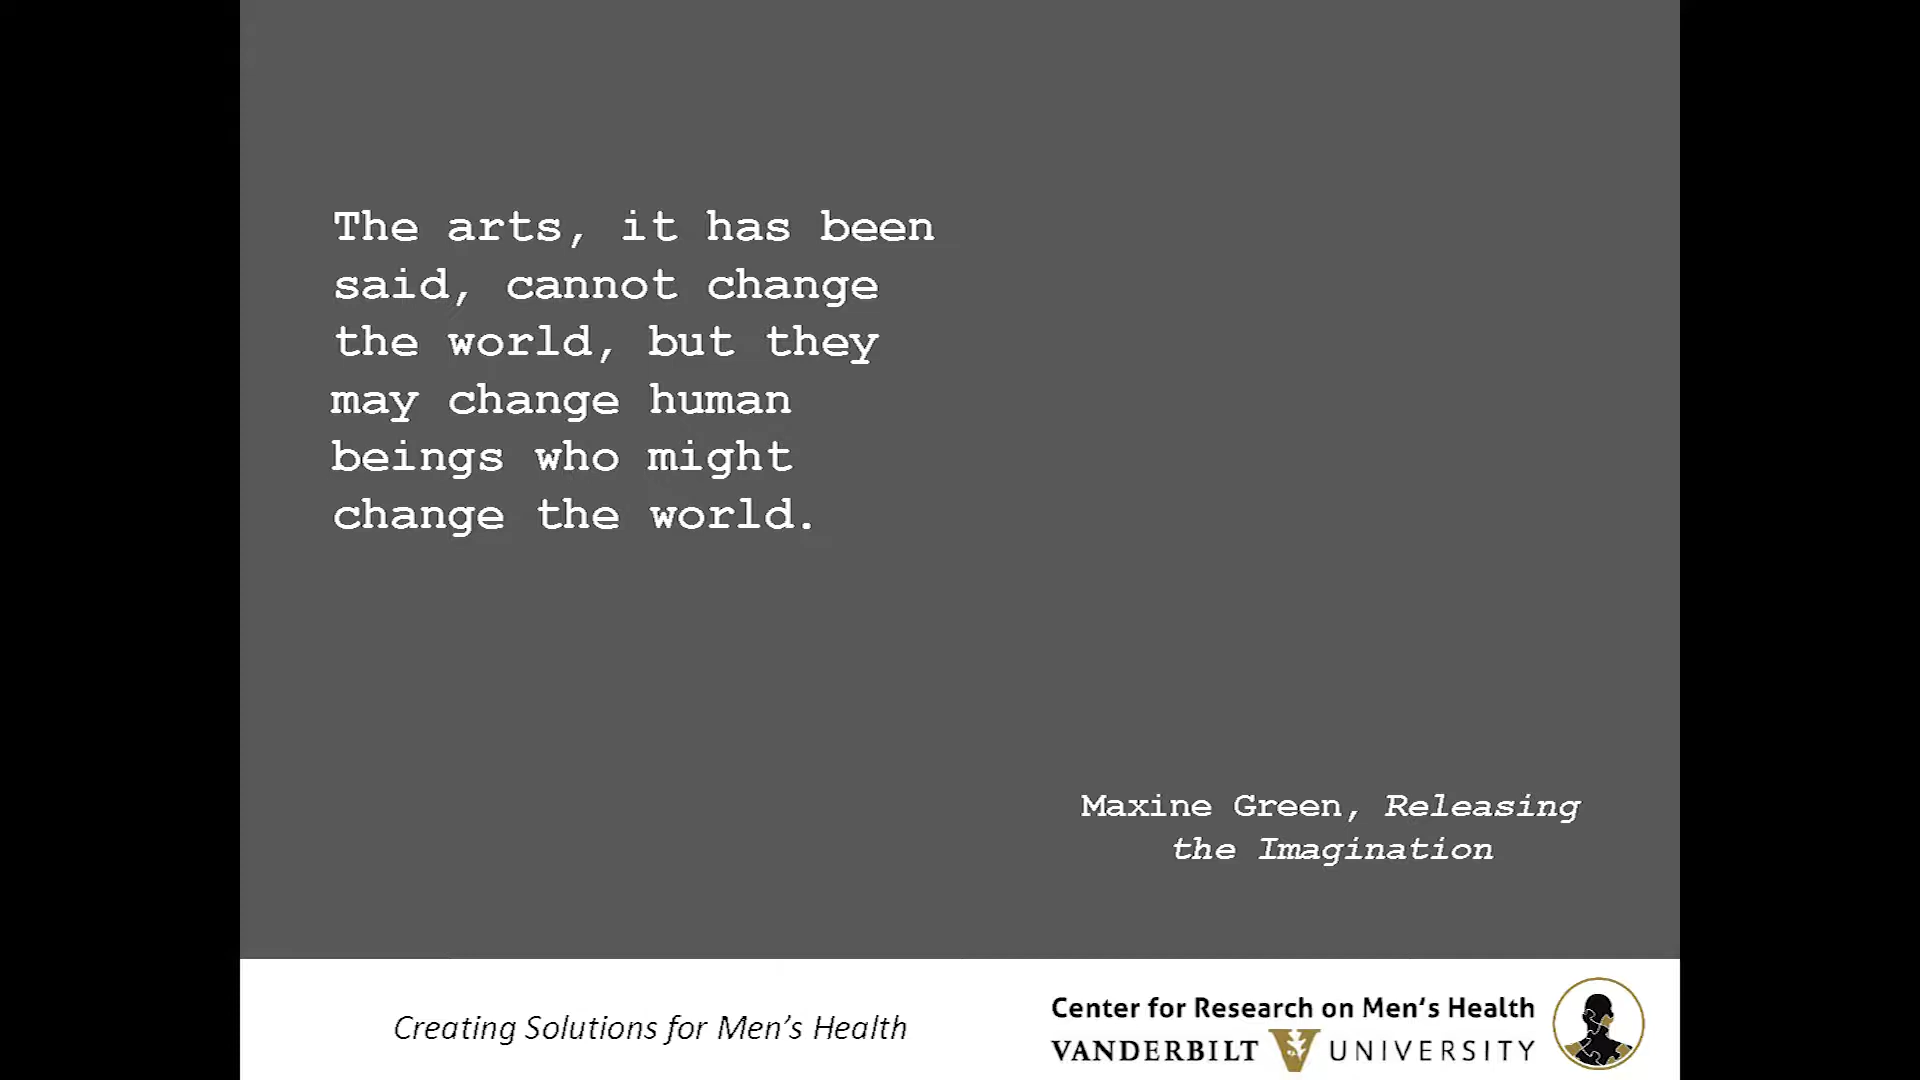 The arts, it has been
said, cannot change
the world, but they
may change human
beings who might
change the world.
Maxine Green, Releasing
the Imagination
Creating Solutions for Men’s Health
Center for Research on Men‘s Health
VANDERBILT V UNIVERSITY